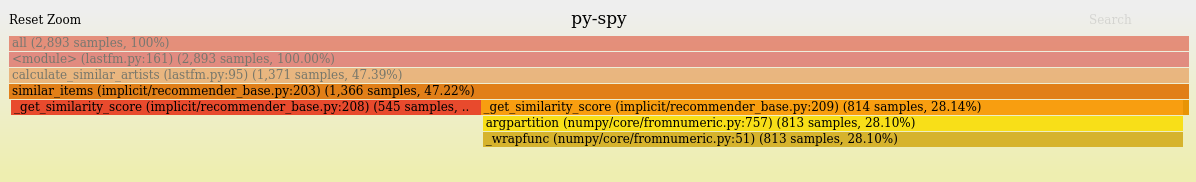 Reset Zoom py-spy Search
all (2,893 samples, 100%)
<module> (lastfm.py:161) (2,893 samples, 100.00%)
calculate_similar_artists (lastfm.py:95) (1,371 samples, 47.39%)
similar_items (implicit/recommender_base.py:203) (1,366 samples, 47.22%)
_get_similarity_score (implicit/recommender_base.py:208) (545 samples, .. _get_similarity_score (implicit/recommender_base.py:209) (814 samples, 28.14%)
argpartition (numpy/core/fromnumeric.py:757) (813 samples, 28.10%)
_wrapfunc (numpy/core/fromnumeric.py:51) (813 samples, 28.10%)